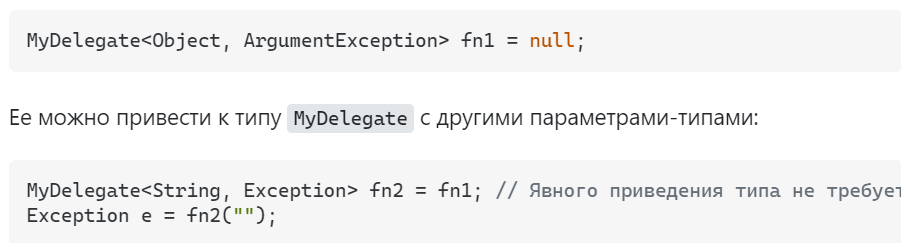 MyDelegate<Object, ArgumentException> fn1 = null;
Ее можно привести к типу MyDelegate с другими параметрами-типами:
MyDelegate<String, Exception> fn2 = fn1; // Явного приведения типа не требует
Exception e = fn2("");